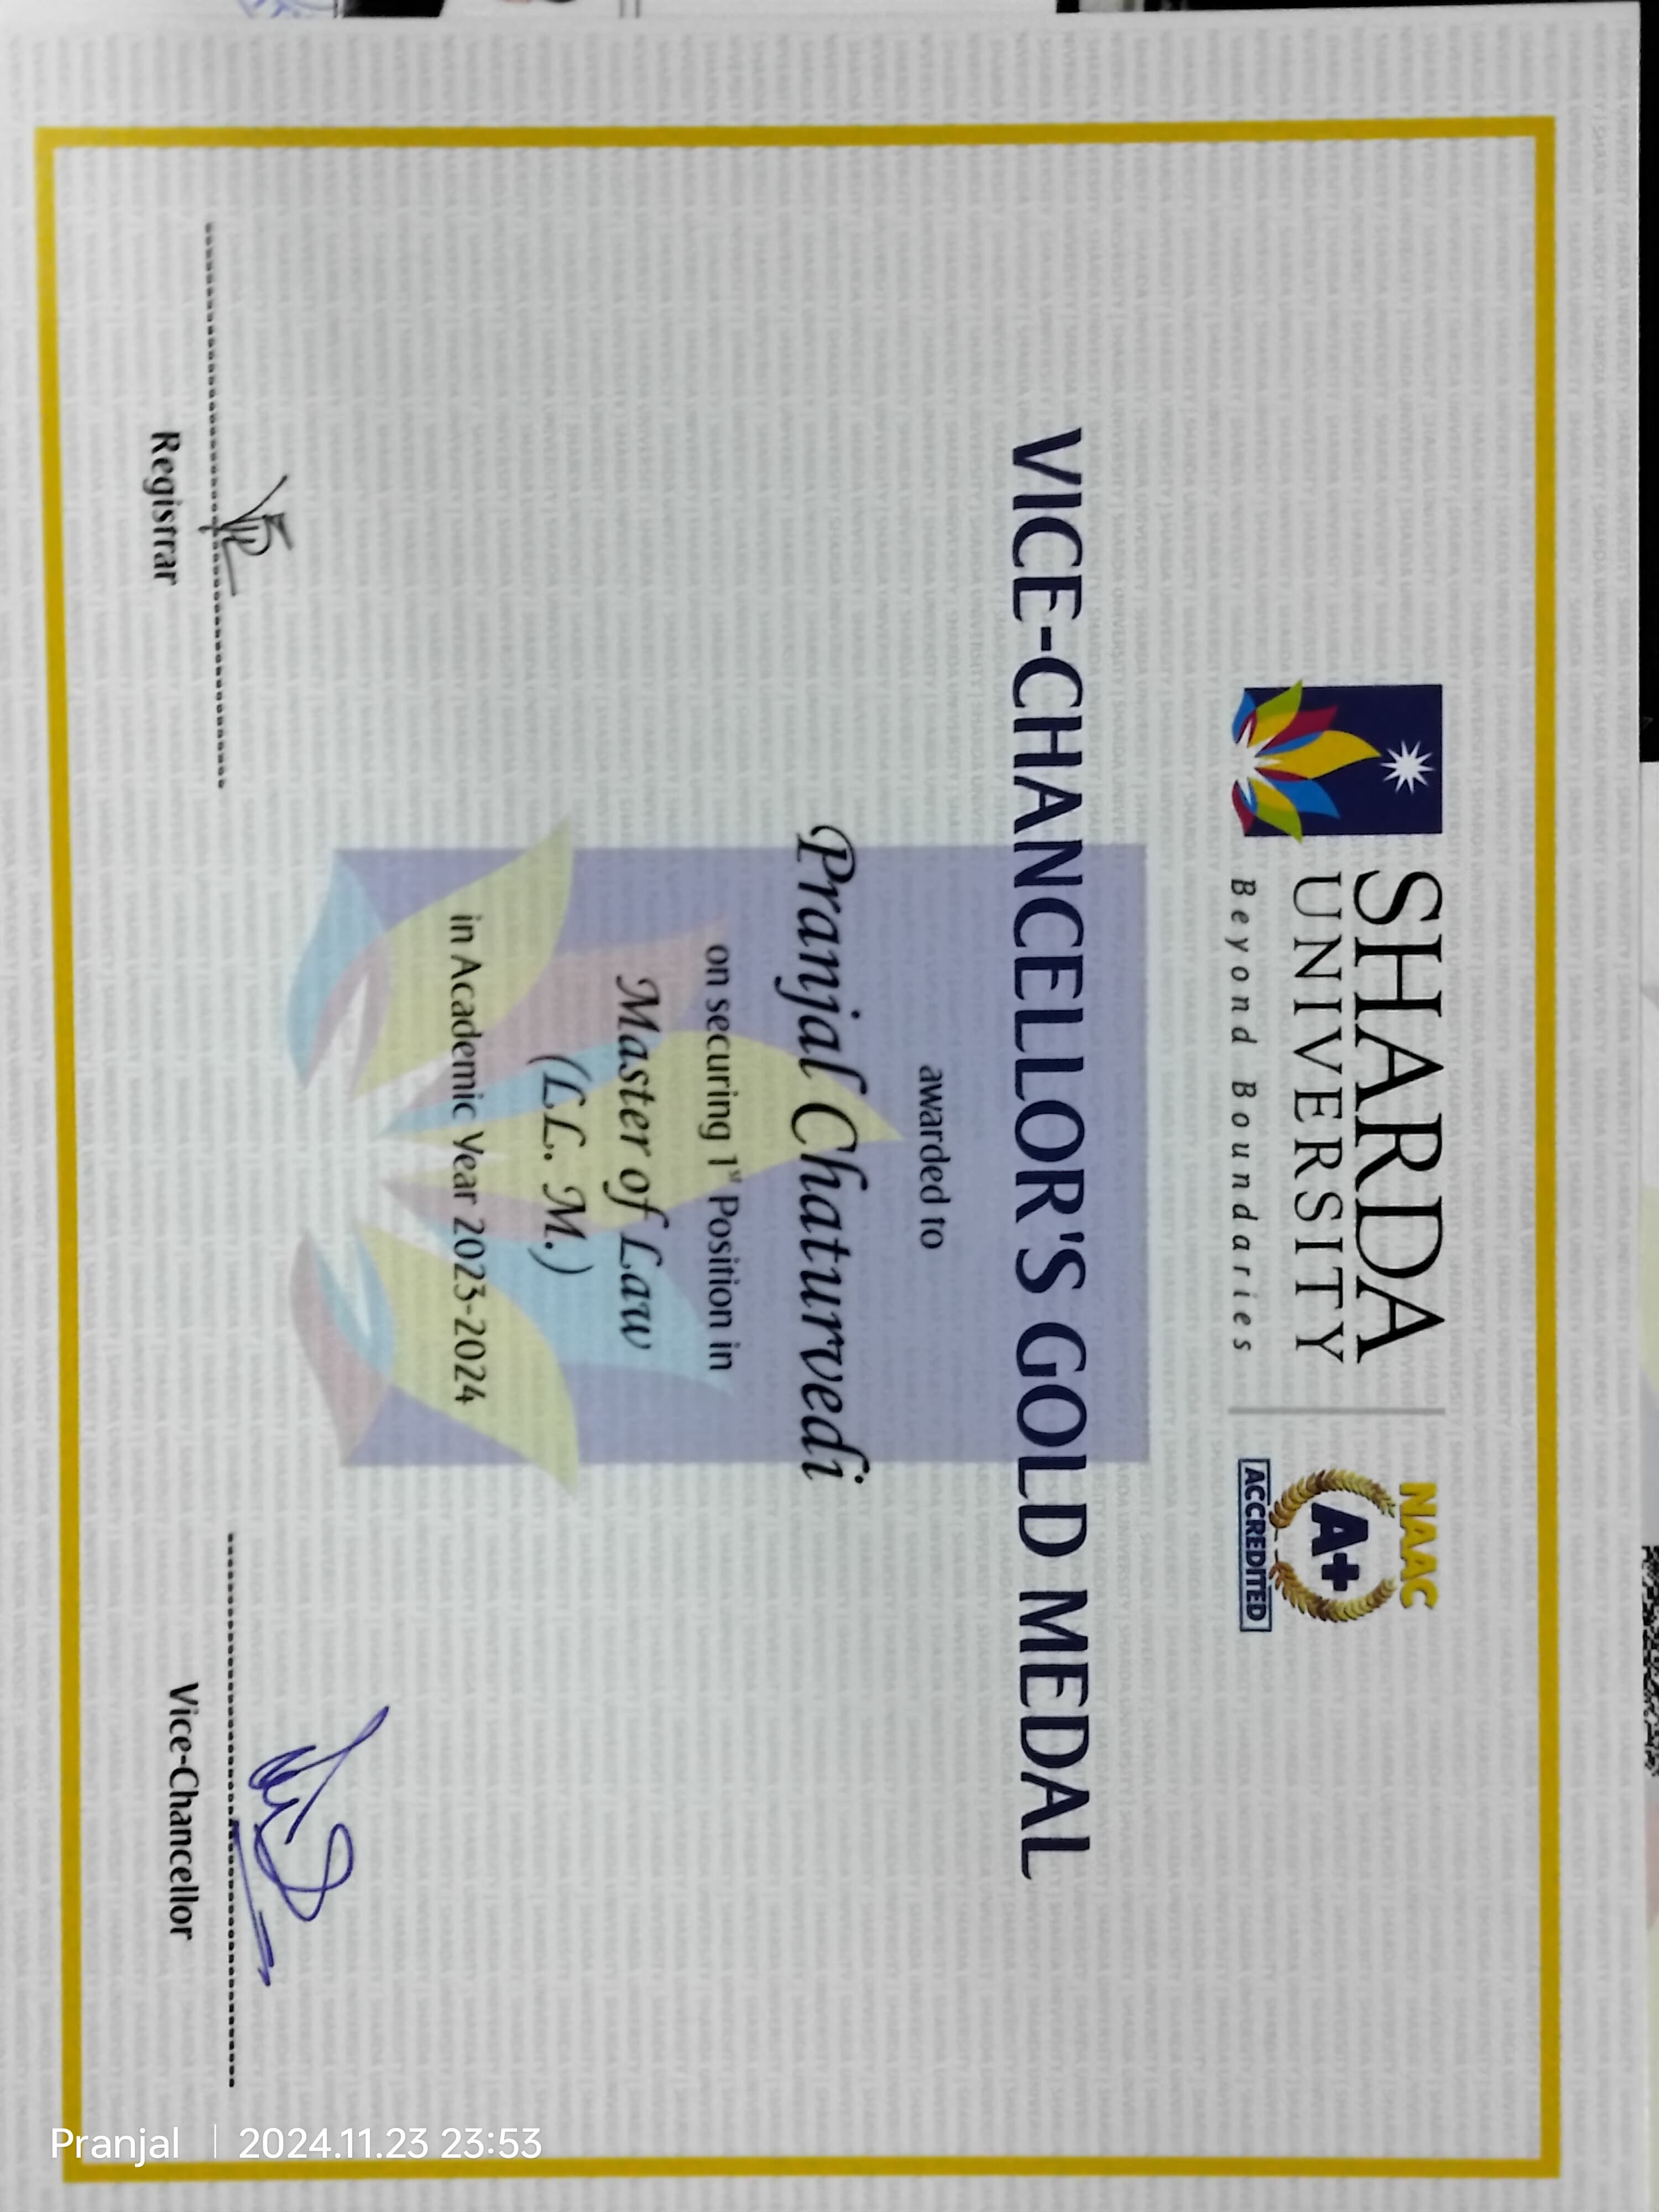 SHARDA
UNIVERSITY
Beyond Boundaries
NAAC
A+
ACCREDITED
VICE-CHANCELLOR'S GOLD MEDAL
awarded to
Pranjal Chaturvedi
on securing 1st Position in
Master of Law
(LL. M.)
in Academic Year 2023-2024
Registrar
Vice-Chancellor
Pranjal | 2024.11.23 23:53